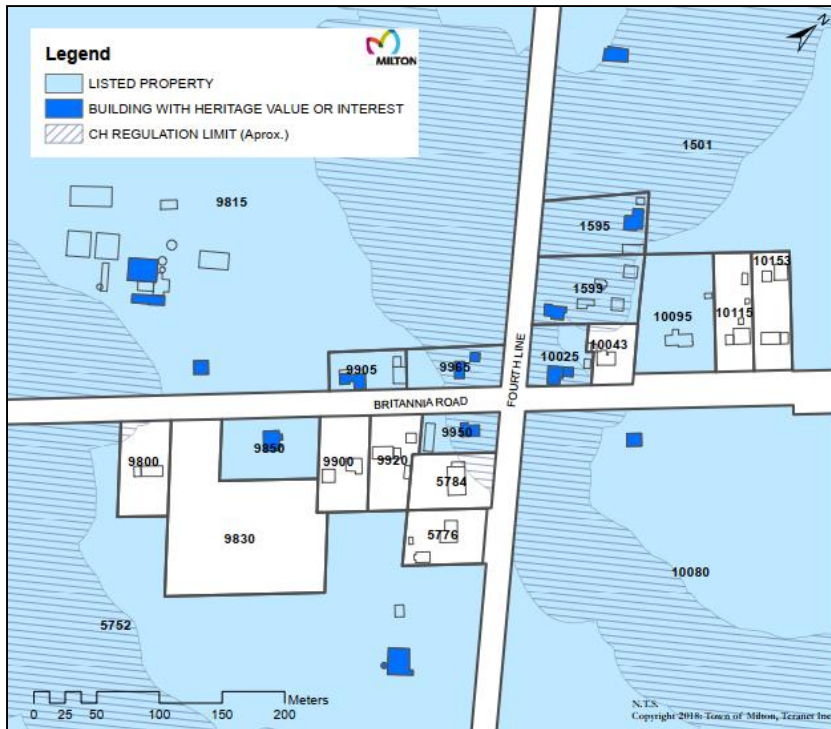 Legend
MILTON
LISTED PROPERTY
BUILDING WITH HERITAGE VALUE OR INTEREST
CH REGULATION LIMIT (Aprox.)
N
1501
9815
1595
1599
10153
10115
10095
10043
10025
9905
9965
FOURTH LINE
BRITANNIA ROAD
9950
9850
9800
9900
9920
5784
9830
5776
10080
5752
Meters
0 25 50 100 150 200
N.T.S.
Copyright 2018: Town of Milton, Teranet Inc